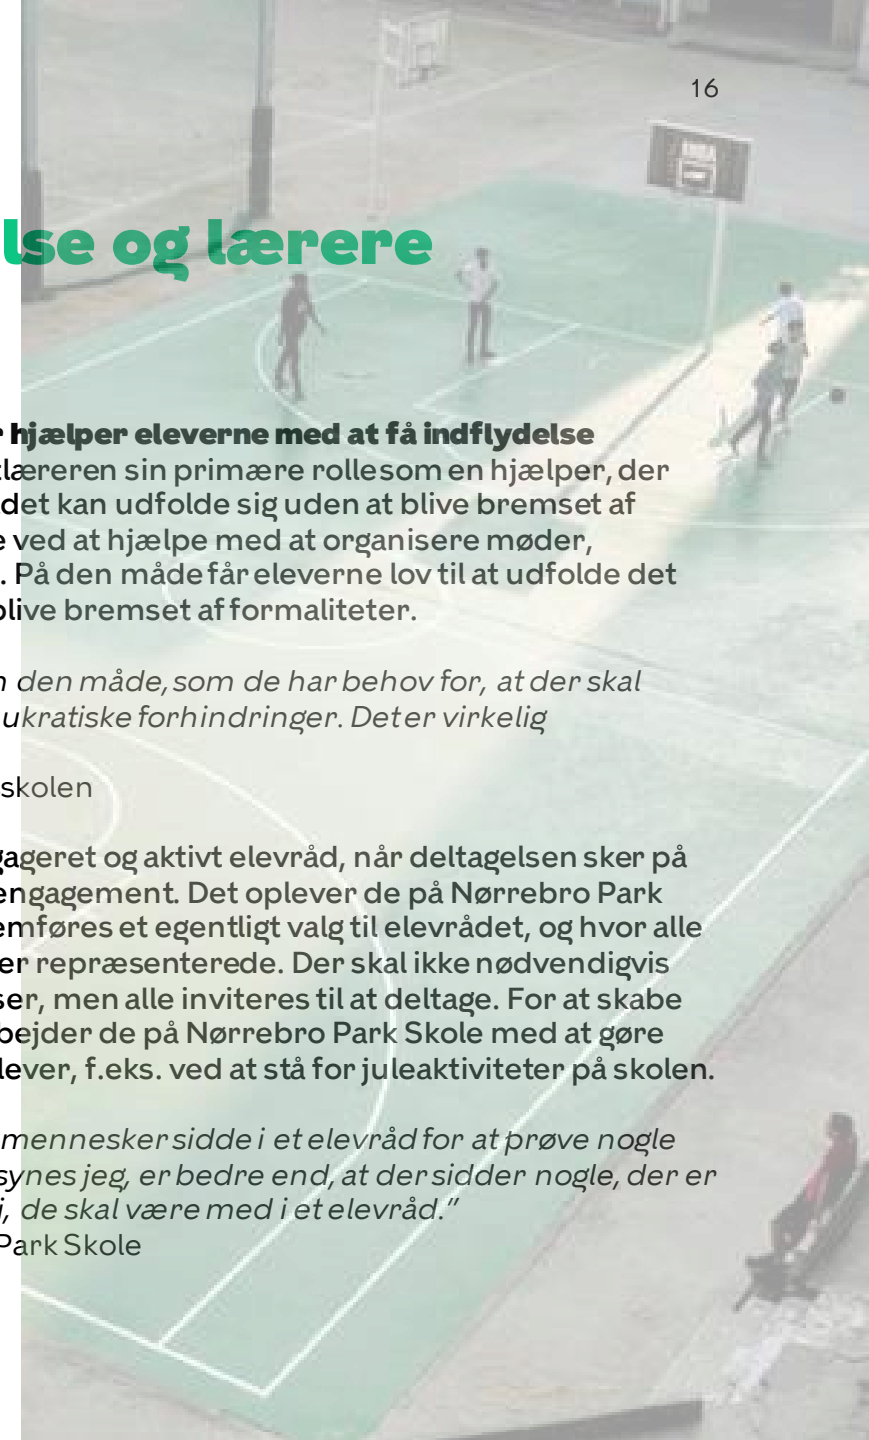 16
lse og lærere
r hjælper eleverne med at få indflydelse
tlæreren sin primære rolle som en hjælper, der
det kan udfolde sig uden at blive bremset af
e ved at hjælpe med at organisere møder,
. På den måde får eleverne lov til at udfolde det
blive bremset af formaliteter.
n den måde, som de har behov for, at der skal
ukratiske forhindringer. Det er virkelig
skolen
gageret og aktivt elevråd, når deltagelsen sker på
engagement. Det oplever de på Nørrebro Park
emføres et egentligt valg til elevrådet, og hvor alle
er repræsenterede. Der skal ikke nødvendigvis
ser, men alle inviteres til at deltage. For at skabe
bejder de på Nørrebro Park Skole med at gøre
lever, f.eks. ved at stå for juleaktiviteter på skolen.
mennesker sidde i et elevråd for at prøve nogle
synes jeg, er bedre end, at der sidder nogle, der er
j, de skal være med i et elevråd.”
Park Skole